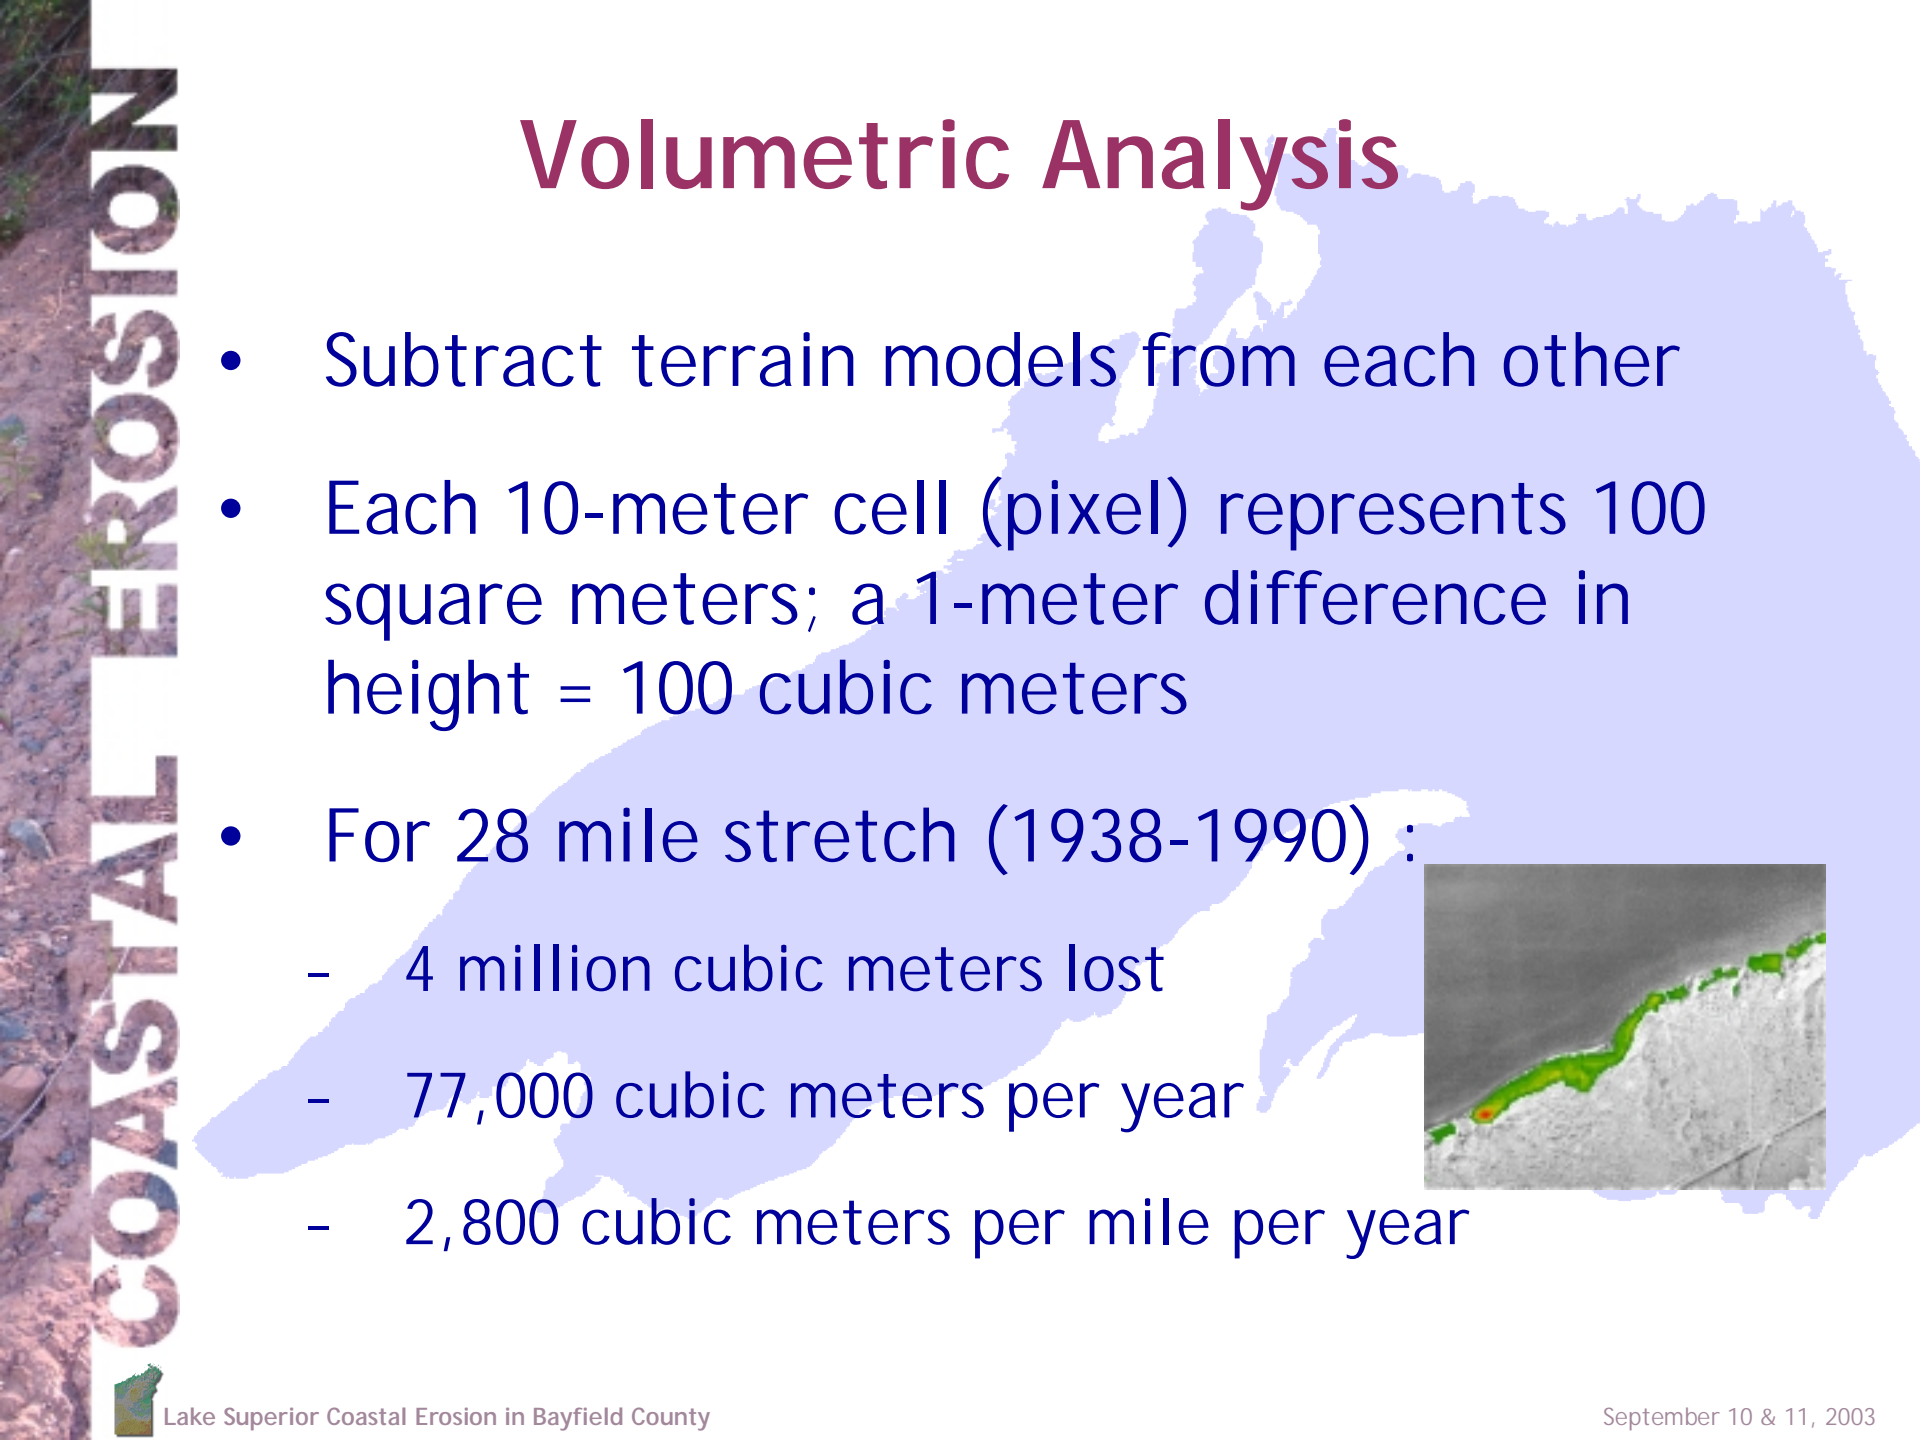 COASTAL EROSION
Volumetric Analysis
• Subtract terrain models from each other
• Each 10-meter cell (pixel) represents 100
square meters; a 1-meter difference in
height = 100 cubic meters
• For 28 mile stretch (1938-1990) :
– 4 million cubic meters lost
– 77,000 cubic meters per year
– 2,800 cubic meters per mile per year
Lake Superior Coastal Erosion in Bayfield County
September 10 & 11, 2003